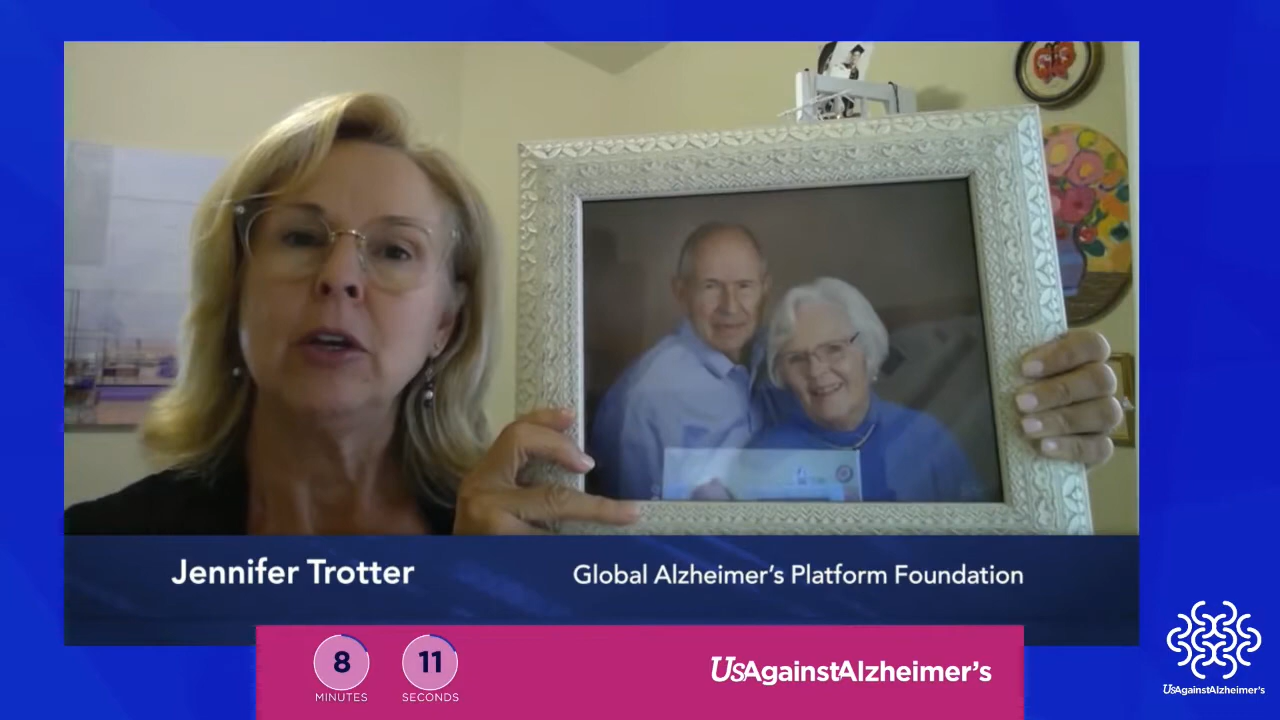 Jennifer Trotter
Global Alzheimer's Platform Foundation
8
MINUTES
11
SECONDS
UsAgainstAlzheimer's
UsAgainstAlzheimer's